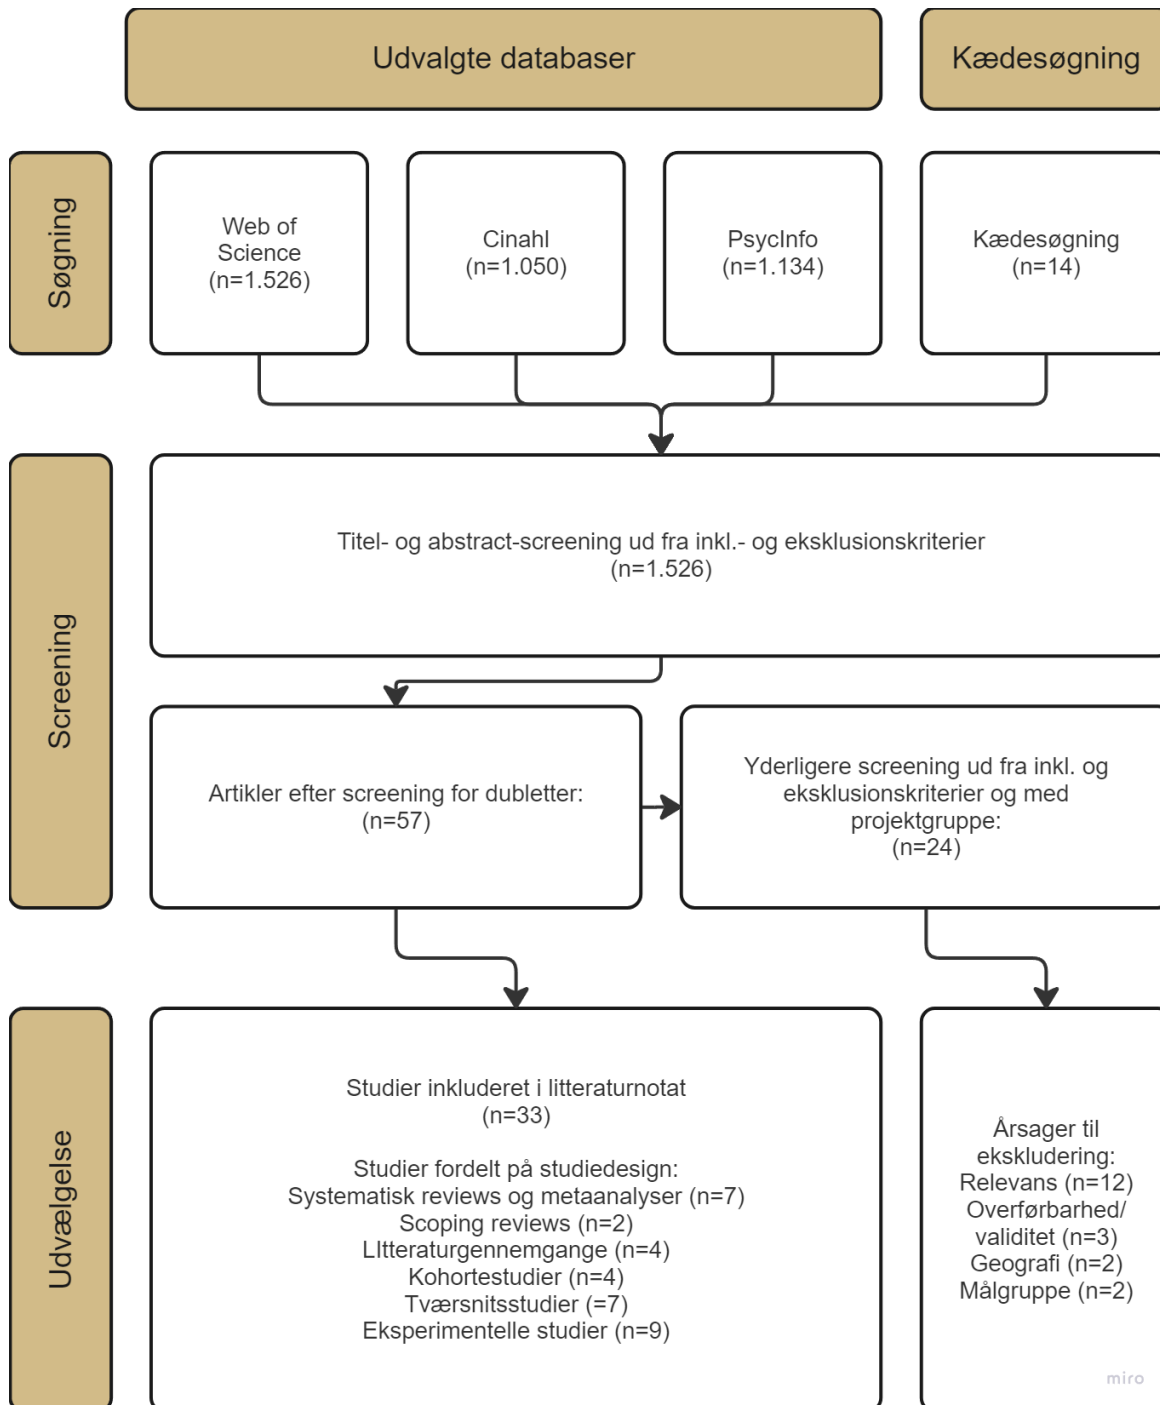 Udvalgte databaser
Kædesøgning
Søgning
Web of
Science
(n=1.526)
Cinahl
(n=1.050)
PsycInfo
(n=1.134)
Kædesøgning
(n=14)
Screening
Titel- og abstract-screening ud fra inkl.- og eksklusionskriterier
(n=1.526)
Artikler efter screening for dubletter:
(n=57)
Yderligere screening ud fra inkl. og
eksklusionskriterier og med
projektgruppe:
(n=24)
Udvælgelse
Studier inkluderet i litteraturnotat
(n=33)
Studier fordelt på studiedesign:
Systematisk reviews og metaanalyser (n=7)
Scoping reviews (n=2)
LItteraturgennemgange (n=4)
Kohortestudier (n=4)
Tværsnitsstudier (=7)
Eksperimentelle studier (n=9)
Årsager til
ekskludering:
Relevans (n=12)
Overførbarhed/
validitet (n=3)
Geografi (n=2)
Målgruppe (n=2)
miro